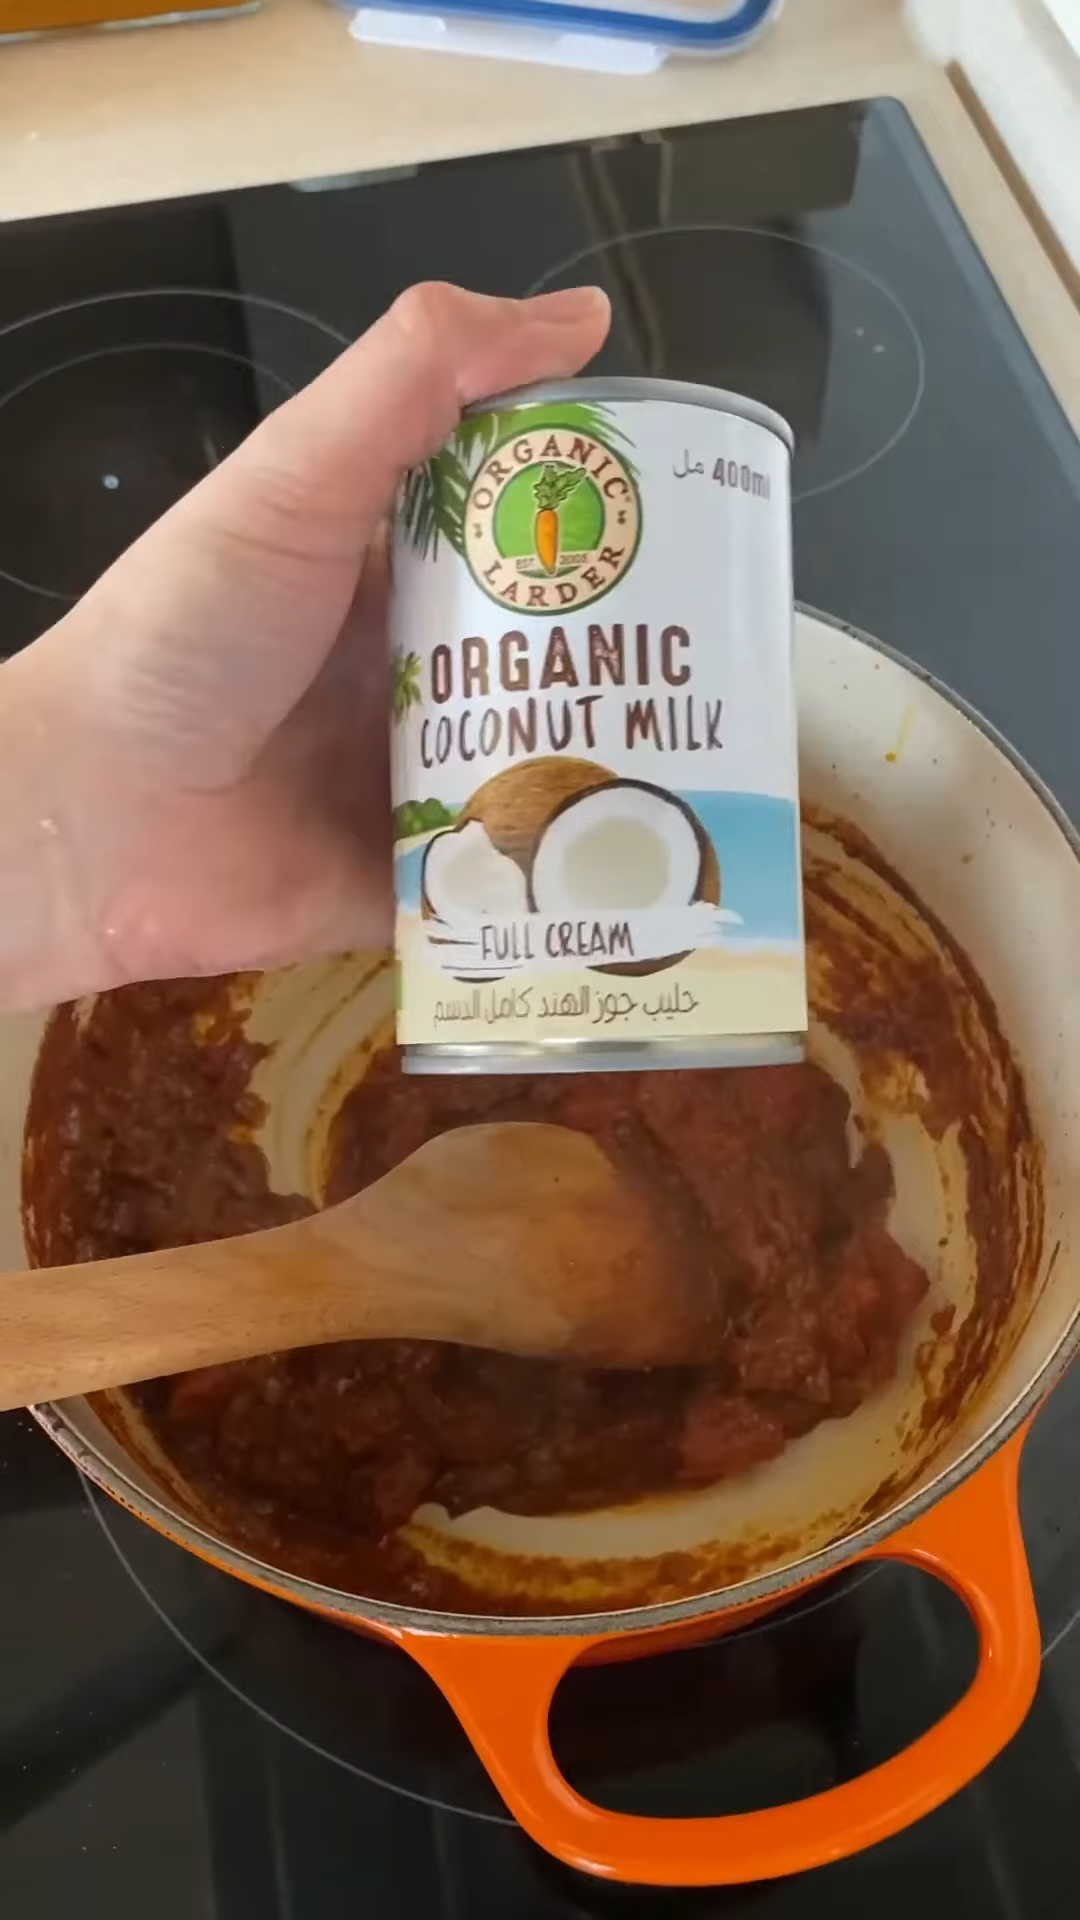 ORGANIC
EST. 2005
LARDER
مل 400ml
ORGANIC
COCONUT MILK
FULL CREAM
حليب جوز الهند كامل الدسم